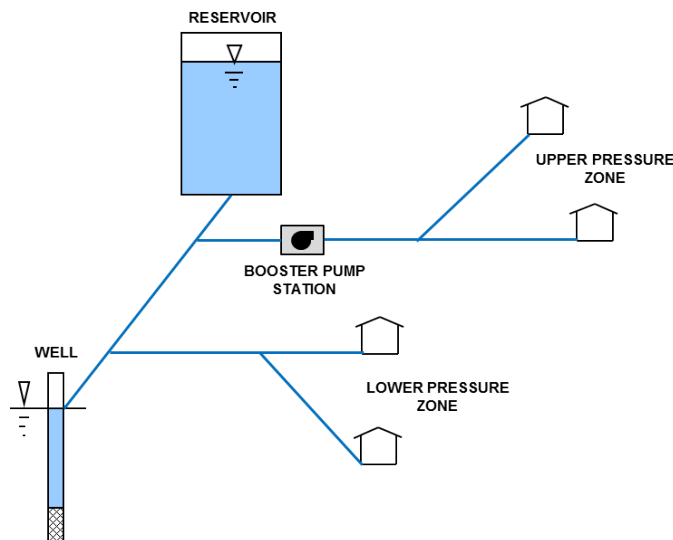 RESERVOIR
UPPER PRESSURE
ZONE
BOOSTER PUMP
STATION
WELL
LOWER PRESSURE
ZONE